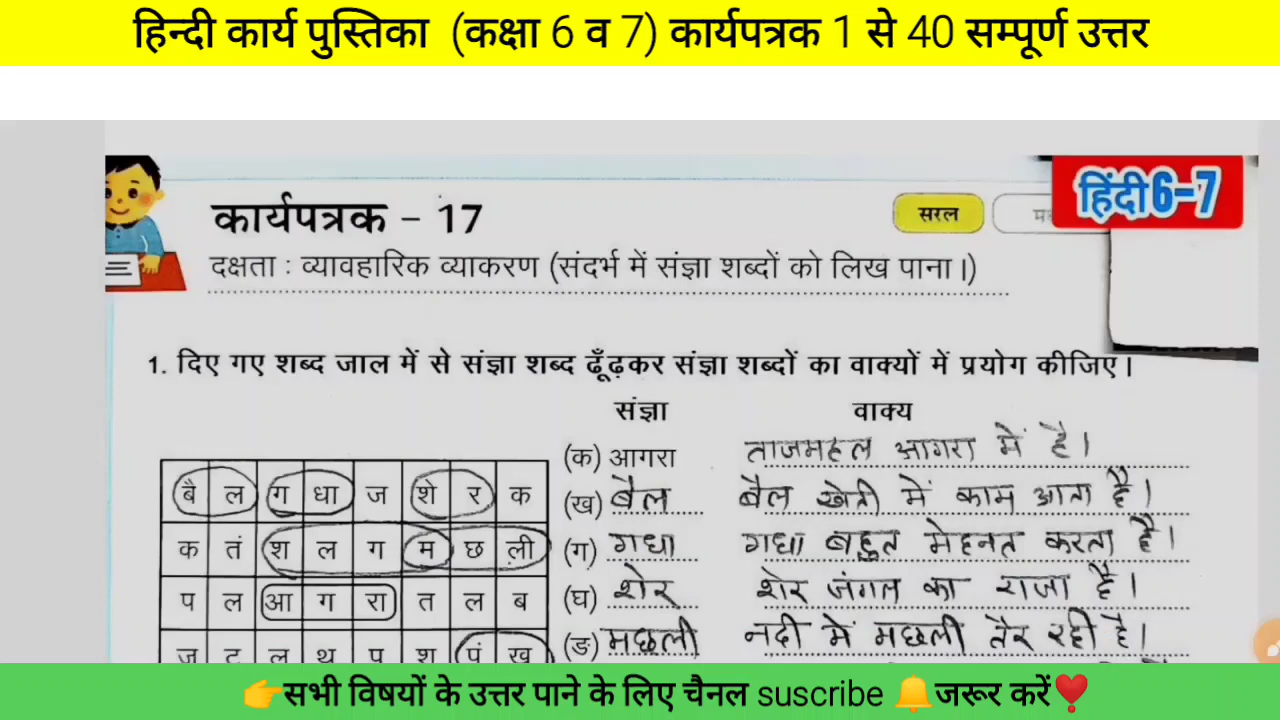 हिन्दी कार्य पुस्तिका (कक्षा 6 व 7) कार्यपत्रक 1 से 40 सम्पूर्ण उत्तर
हिंदी 6-7
कार्यपत्रक - 17
सरल
दक्षता : व्यावहारिक व्याकरण (संदर्भ में संज्ञा शब्दों को लिख पाना।)
1. दिए गए शब्द जाल में से संज्ञा शब्द ढूँढ़कर संज्ञा शब्दों का वाक्यों में प्रयोग कीजिए।
संज्ञा वाक्य
(क) आगरा ताजमहल आगरा में है।
(ख) बैल बैल खेती में काम आता है।
(ग) गधा गधा बहुत मेहनत करता है।
(घ) शेर शेर जंगल का राजा है।
(ङ) मछली नदी में मछली तैर रही है।
बै ल ग धा ज शे र क
क तं श ल ग म छ ली
प ल आ ग रा त ल ब
ज ट ल थ प श पं ख
👉सभी विषयों के उत्तर पाने के लिए चैनल suscribe 🔔जरूर करें❣️